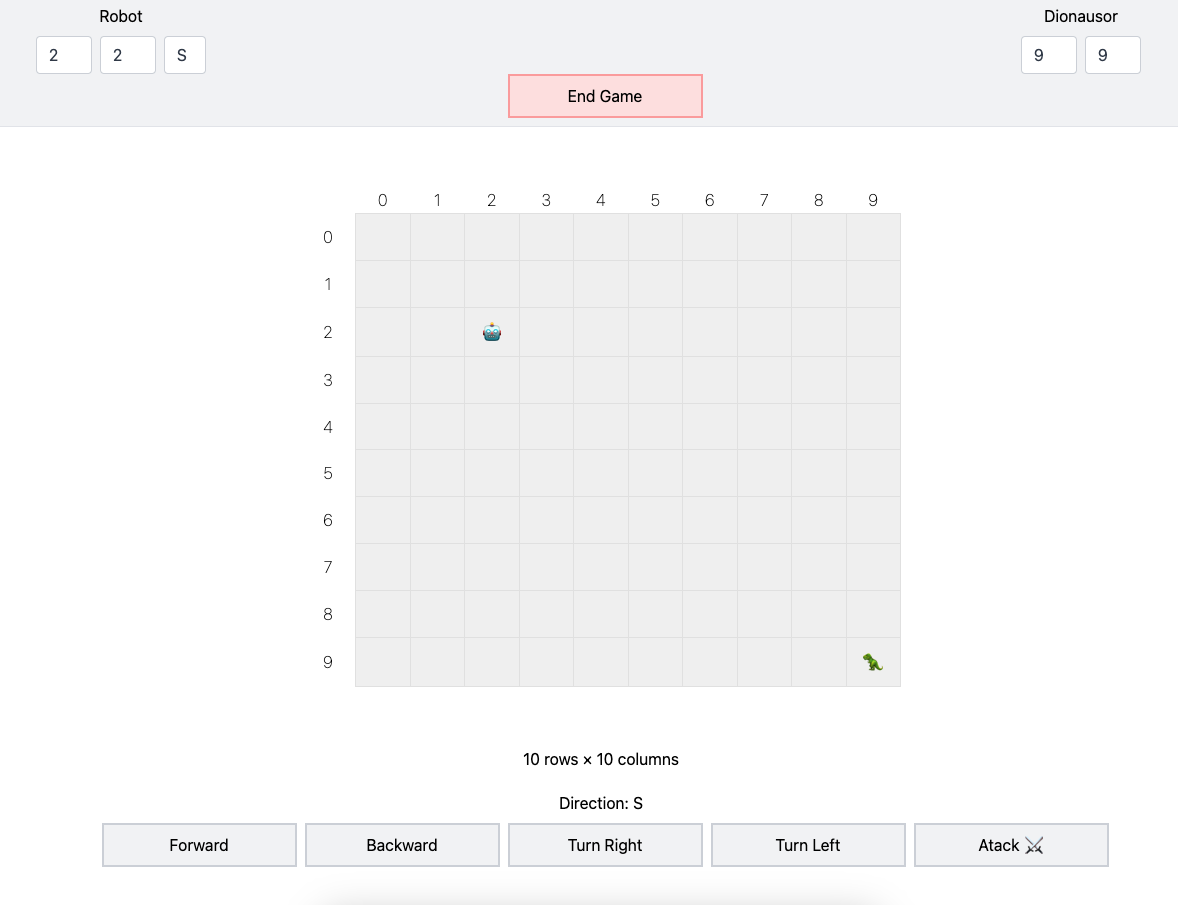 Robot
Dionausor
2 2 S
9 9
End Game
0 1 2 3 4 5 6 7 8 9
0
1
2
3
4
5
6
7
8
9
10 rows × 10 columns
Direction: S
Forward Backward Turn Right Turn Left Atack ⚔